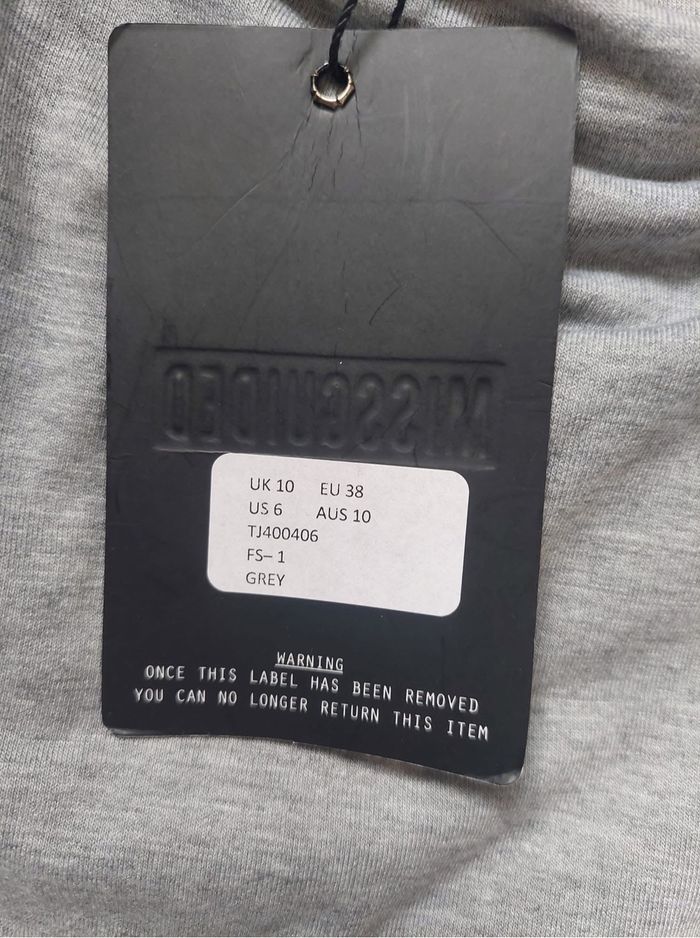 MISSGUIDED
UK 10 EU 38
US 6 AUS 10
TJ400406
FS– 1
GREY
WARNING
ONCE THIS LABEL HAS BEEN REMOVED
YOU CAN NO LONGER RETURN THIS ITEM